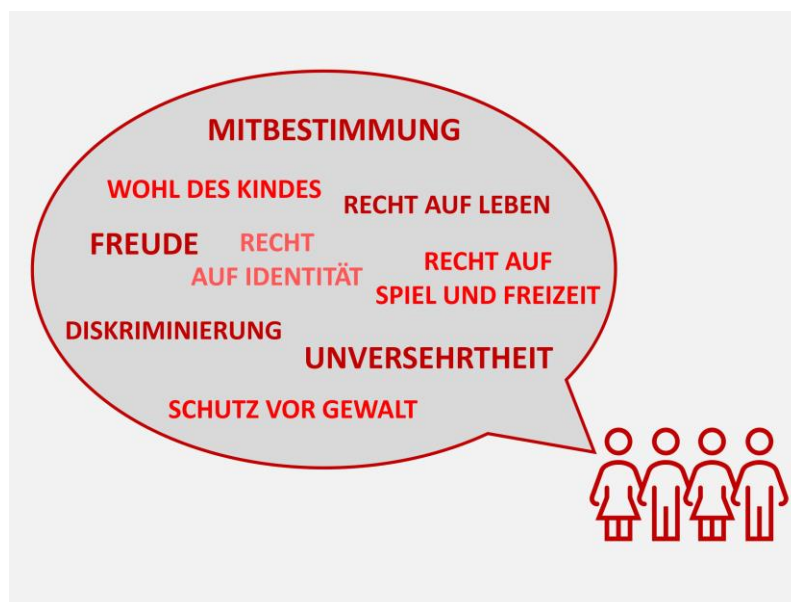 MITBESTIMMUNG
WOHL DES KINDES
RECHT AUF LEBEN
FREUDE
RECHT
AUF IDENTITÄT
RECHT AUF
SPIEL UND FREIZEIT
DISKRIMINIERUNG
UNVERSEHRTHEIT
SCHUTZ VOR GEWALT